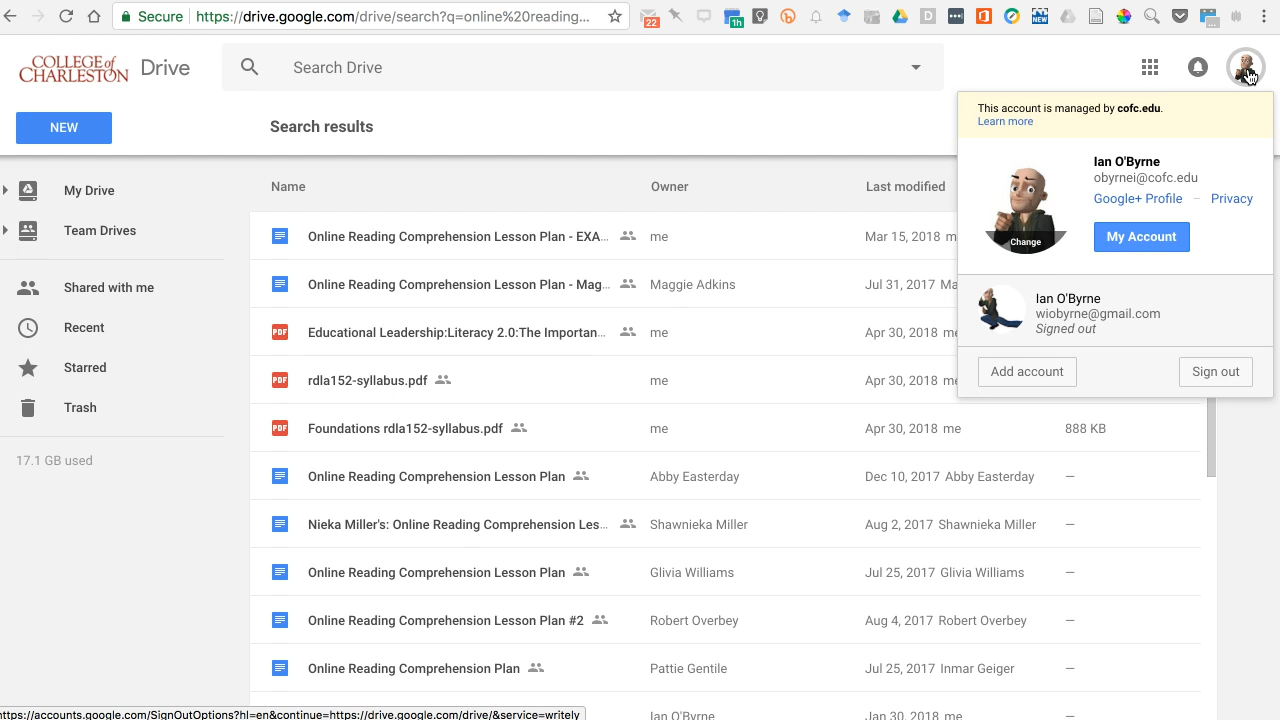 Secure https://drive.google.com/drive/search?q=online%20reading...
22
1h
D
NEW
COLLEGE of
CHARLESTON
Drive
Search Drive
NEW
Search results
This account is managed by cofc.edu.
Learn more
Ian O'Byrne
obyrnei@cofc.edu
Google+ Profile – Privacy
Change
My Account
Ian O'Byrne
wiobyrne@gmail.com
Signed out
Add account
Sign out
My Drive
Team Drives
Shared with me
Recent
Starred
Trash
17.1 GB used
Name Owner Last modified
Online Reading Comprehension Lesson Plan - EXA... me Mar 15, 2018 m
Online Reading Comprehension Lesson Plan - Mag... Maggie Adkins Jul 31, 2017 Ma
PDF Educational Leadership:Literacy 2.0:The Importan... me Apr 30, 2018 me
PDF rdla152-syllabus.pdf me Apr 30, 2018 me
PDF Foundations rdla152-syllabus.pdf me Apr 30, 2018 me 888 KB
Online Reading Comprehension Lesson Plan Abby Easterday Dec 10, 2017 Abby Easterday —
Nieka Miller's: Online Reading Comprehension Les... Shawnieka Miller Aug 2, 2017 Shawnieka Miller —
Online Reading Comprehension Lesson Plan Glivia Williams Jul 25, 2017 Glivia Williams —
Online Reading Comprehension Lesson Plan #2 Robert Overbey Aug 4, 2017 Robert Overbey —
Online Reading Comprehension Plan Pattie Gentile Jul 25, 2017 Inmar Geiger —
Ian O'Byrne Jan 30, 2018 me
https://accounts.google.com/SignOutOptions?hl=en&continue=https://drive.google.com/drive/&service=writely